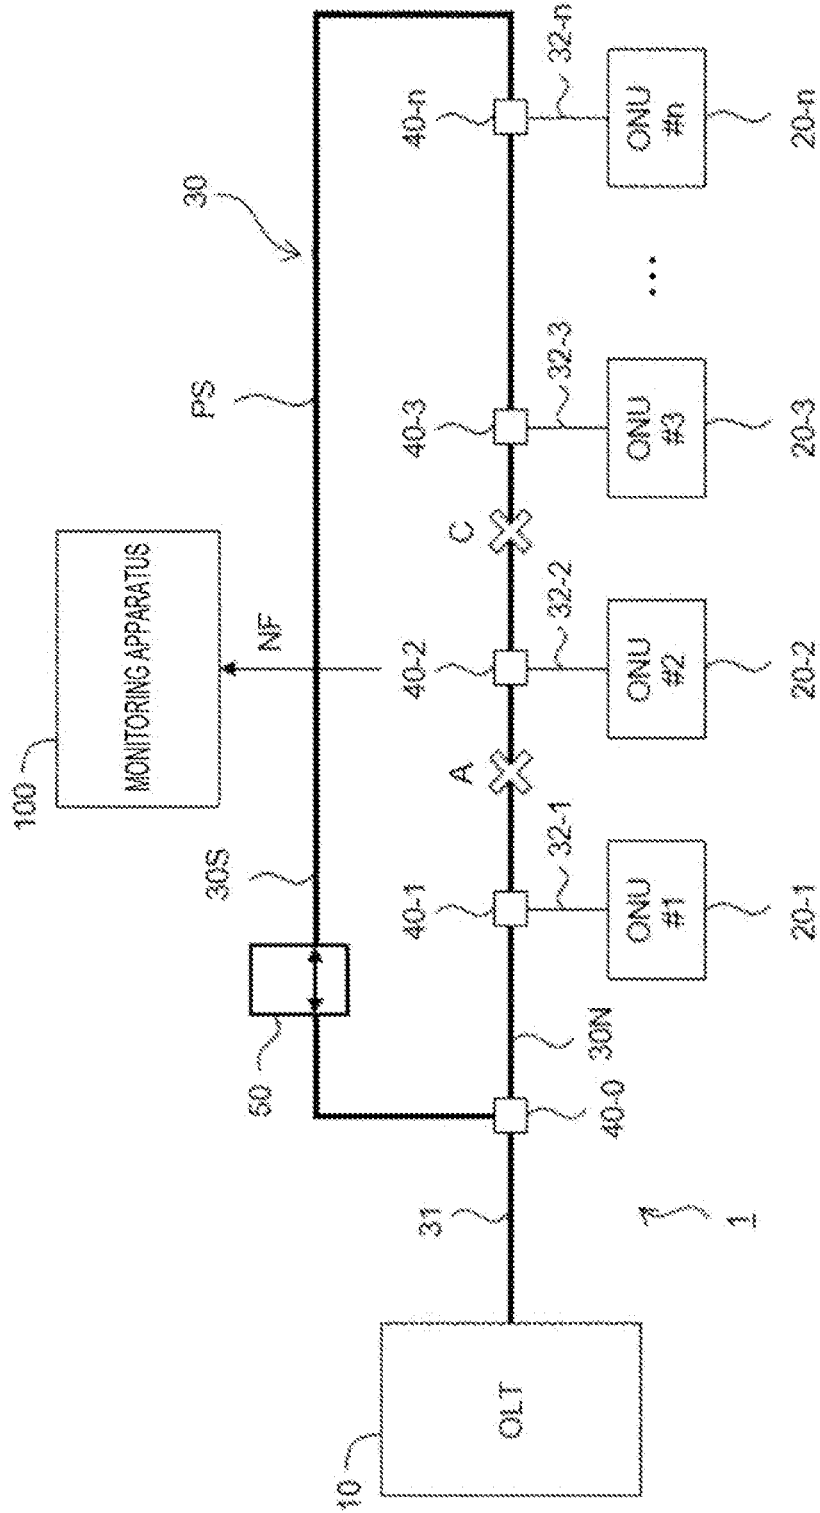 100
MONITORING APPARATUS
NF
50
30S
PS
30
10
OLT
31
40-0
30N
40-1
A
40-2
C
40-3
40-n
32-1
32-2
32-3
32-n
ONU
#1
ONU
#2
ONU
#3
...
ONU
#n
20-1
20-2
20-3
20-n
1